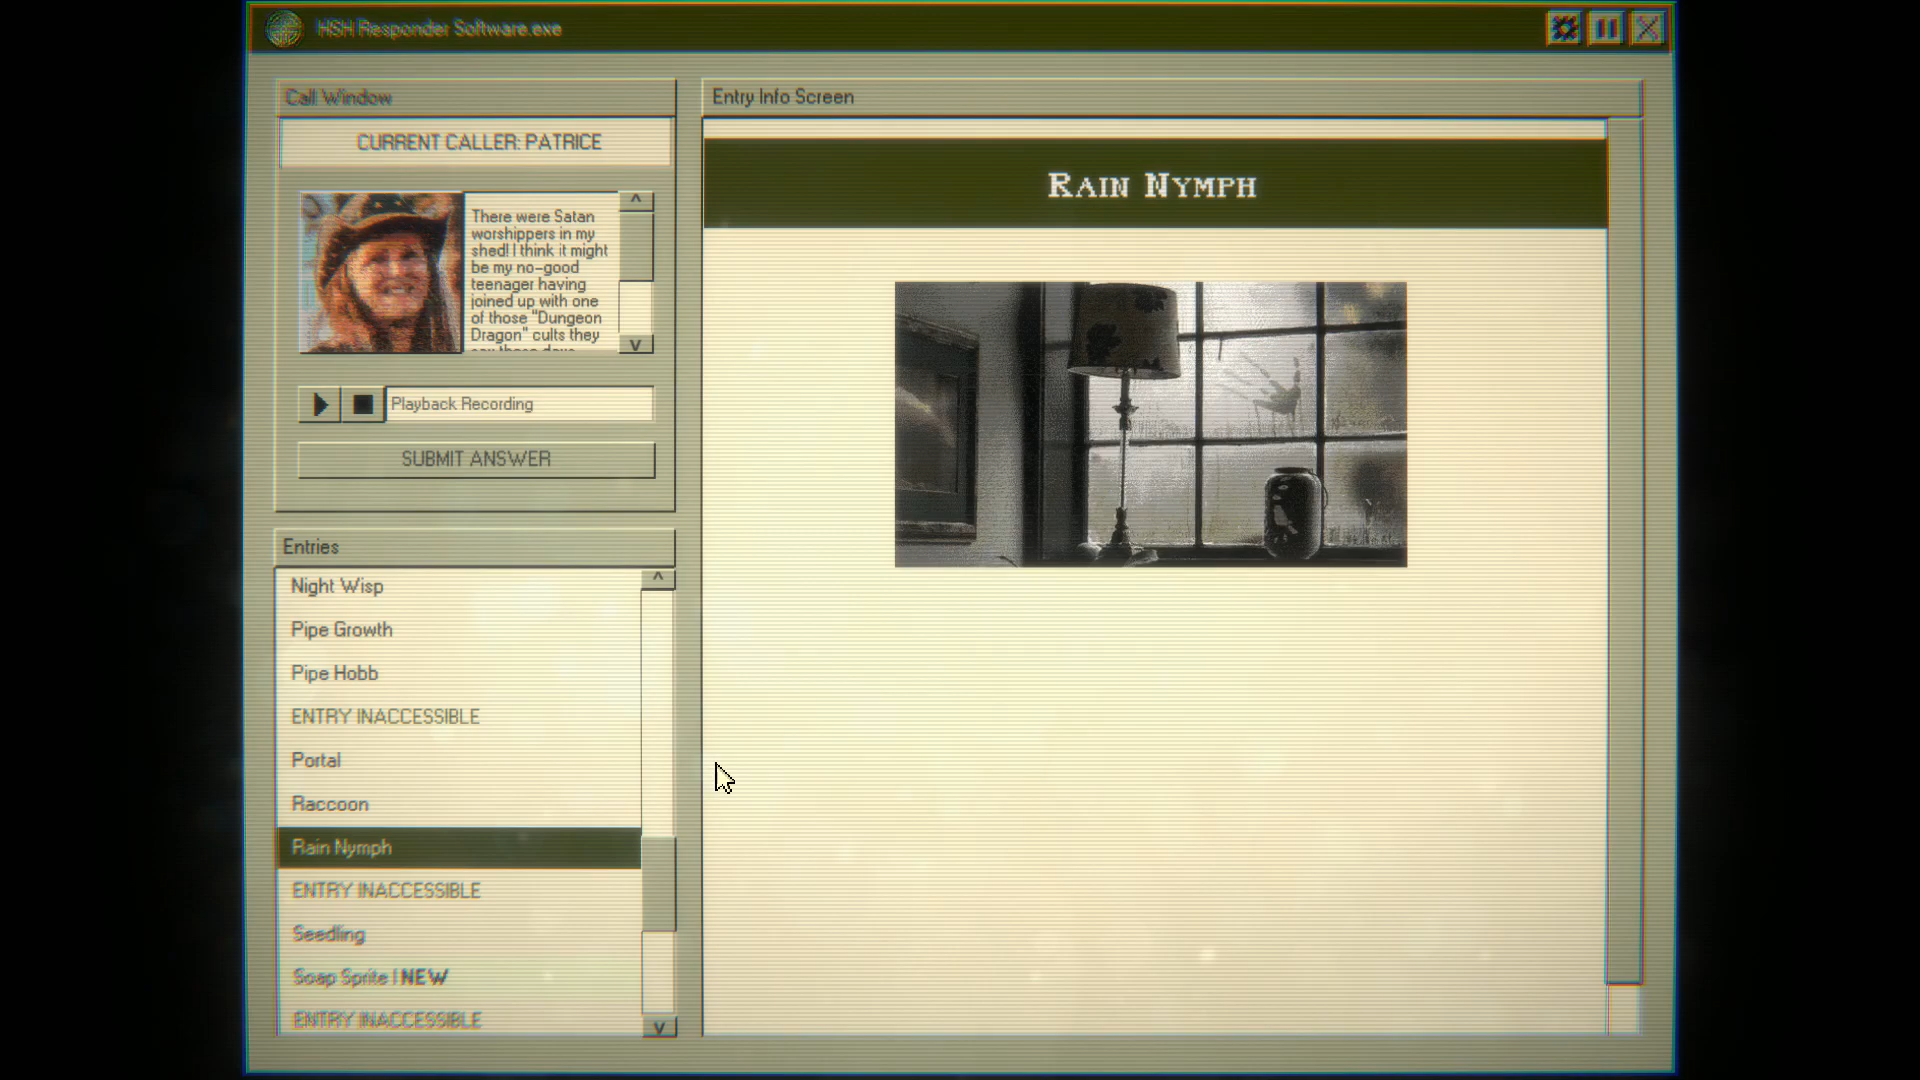 HSH Responder Software.exe
Call Window
CURRENT CALLER: PATRICE
There were Satan
worshippers in my
shed! I think it might
be my no-good
teenager having
joined up with one
of those "Dungeon
Dragon" cults they
say these days
Playback Recording
SUBMIT ANSWER
Entries
Night Wisp
Pipe Growth
Pipe Hobb
ENTRY INACCESSIBLE
Portal
Raccoon
Rain Nymph
ENTRY INACCESSIBLE
Seedling
Soap Sprite | NEW
ENTRY INACCESSIBLE
Entry Info Screen
RAIN NYMPH